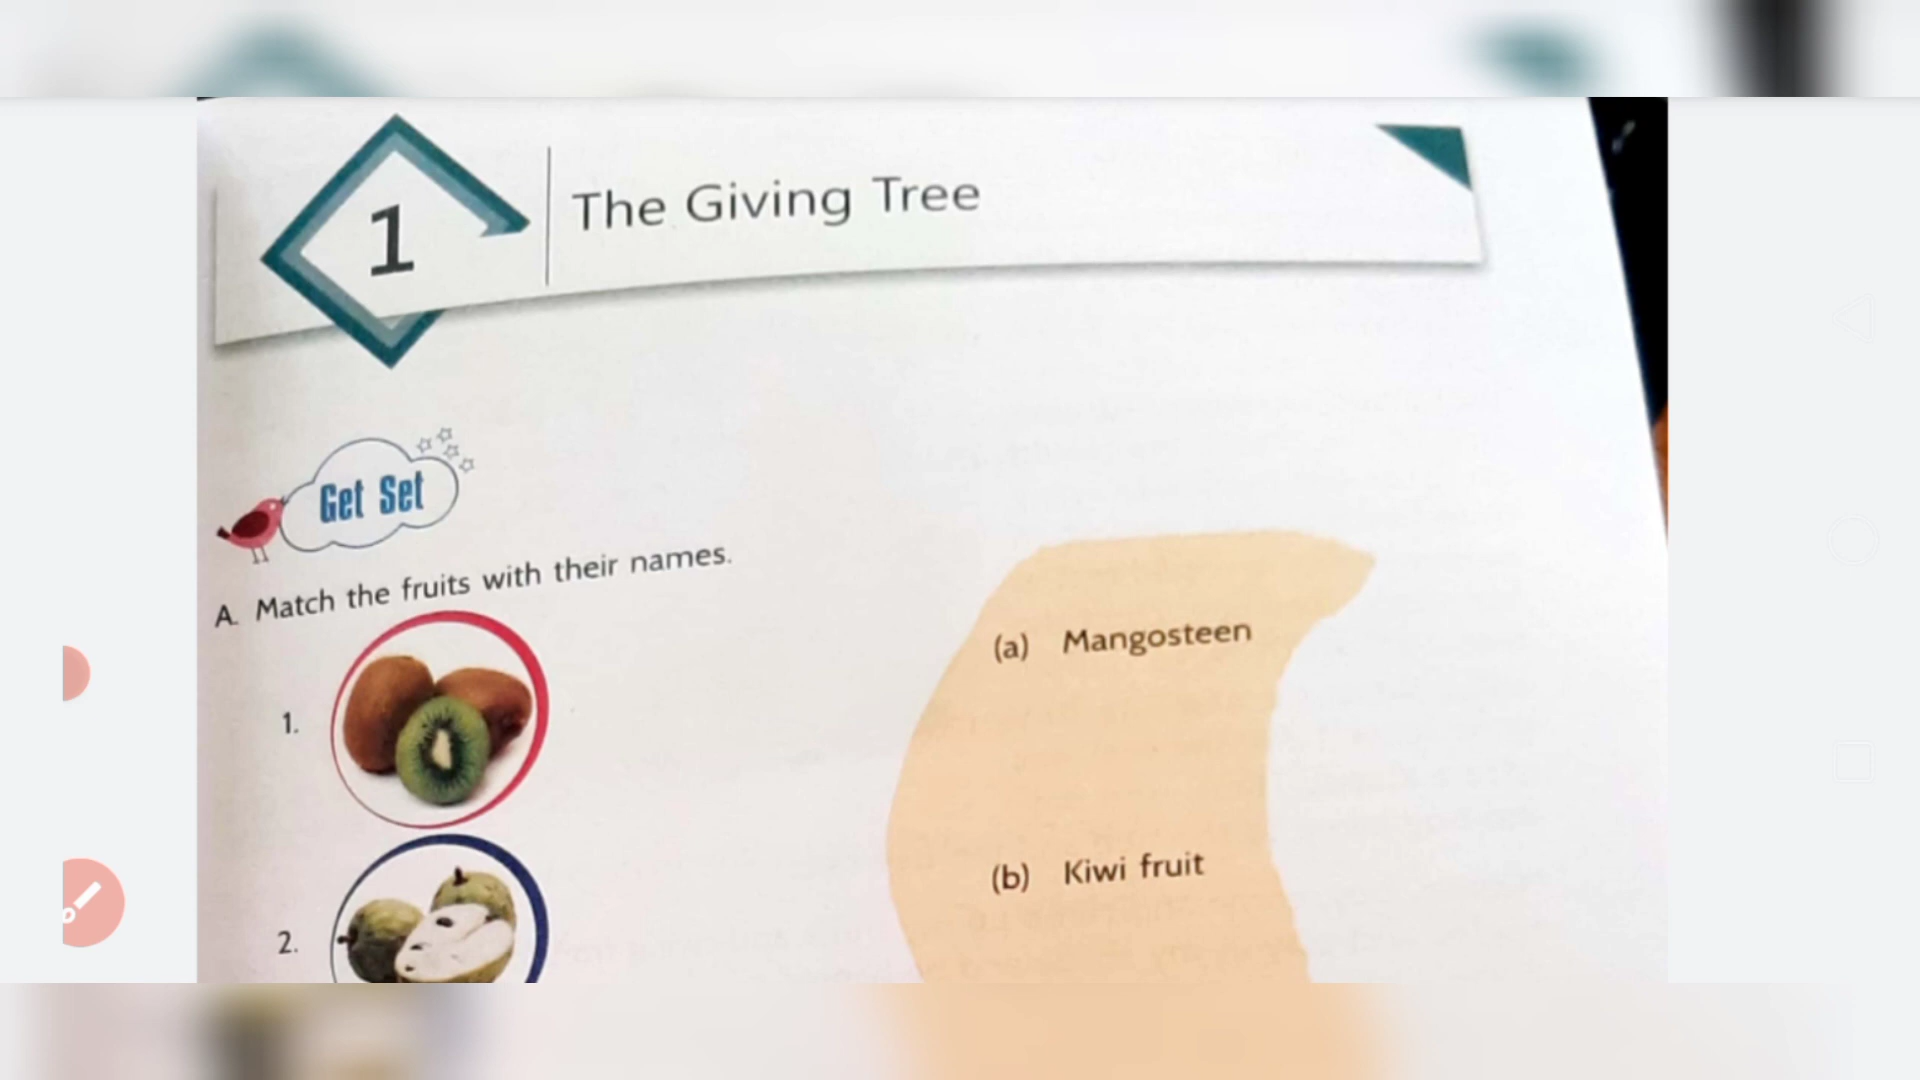 1
The Giving Tree
Get Set
A. Match the fruits with their names.
1.
(a) Mangosteen
(b) Kiwi fruit
2.